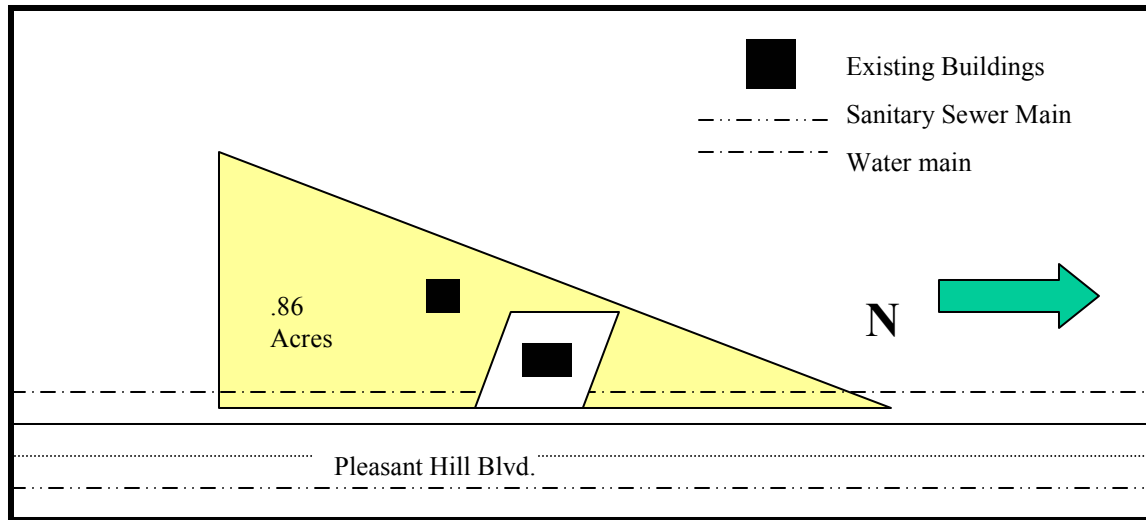 Existing Buildings
Sanitary Sewer Main
Water main
.86
Acres
N
Pleasant Hill Blvd.